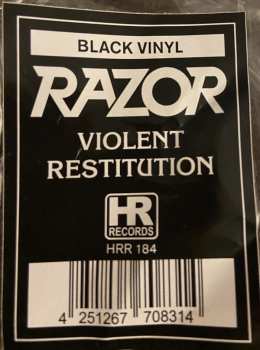 BLACK VINYL
RAZOR
VIOLENT
RESTITUTION
HR
RECORDS
HRR 184
4 251267 708314